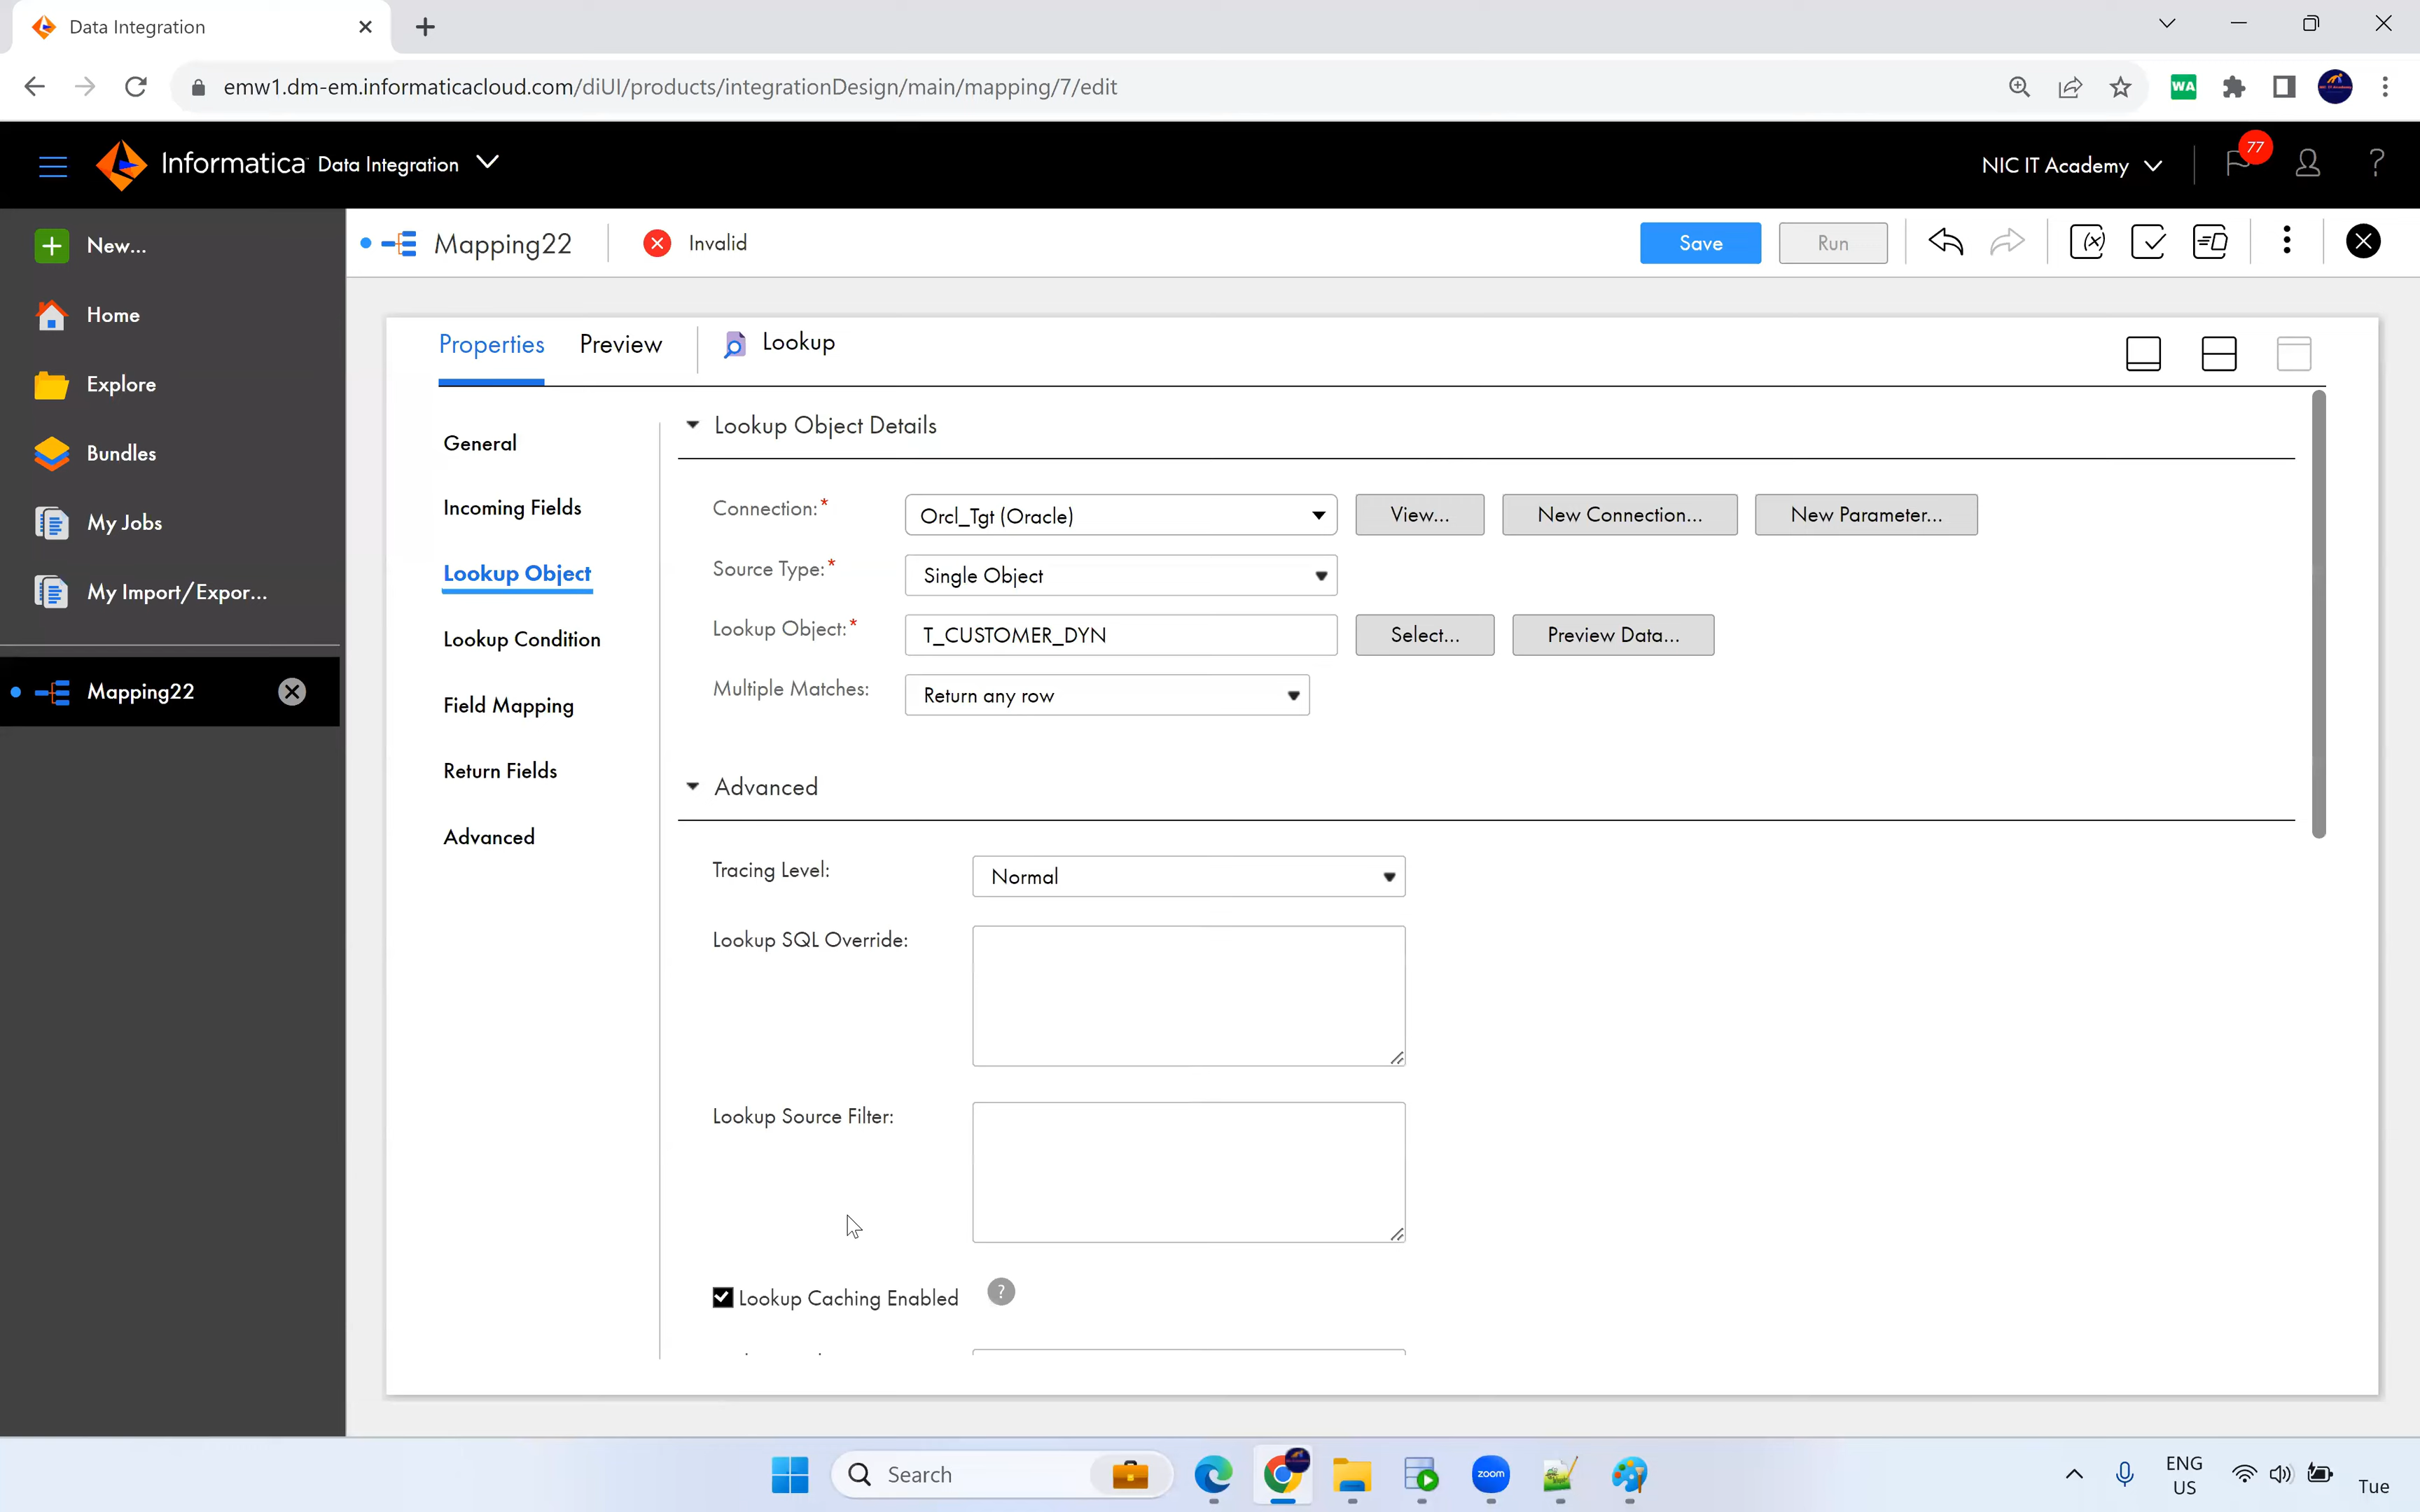 Data Integration
emw1.dm-em.informaticacloud.com/diUI/products/integrationDesign/main/mapping/7/edit
WA
Informatica Data Integration
NIC IT Academy
77
?
New...
Mapping22
Invalid
Save
Run
Home
Explore
Bundles
My Jobs
My Import/Expor...
Mapping22
Properties
Preview
Lookup
General
Incoming Fields
Lookup Object
Lookup Condition
Field Mapping
Return Fields
Advanced
Lookup Object Details
Connection:*
Orcl_Tgt (Oracle)
View...
New Connection...
New Parameter...
Source Type:*
Single Object
Lookup Object:*
T_CUSTOMER_DYN
Select...
Preview Data...
Multiple Matches:
Return any row
Advanced
Tracing Level:
Normal
Lookup SQL Override:
Lookup Source Filter:
Lookup Caching Enabled
?
Search
zoom
ENG
US
Tue